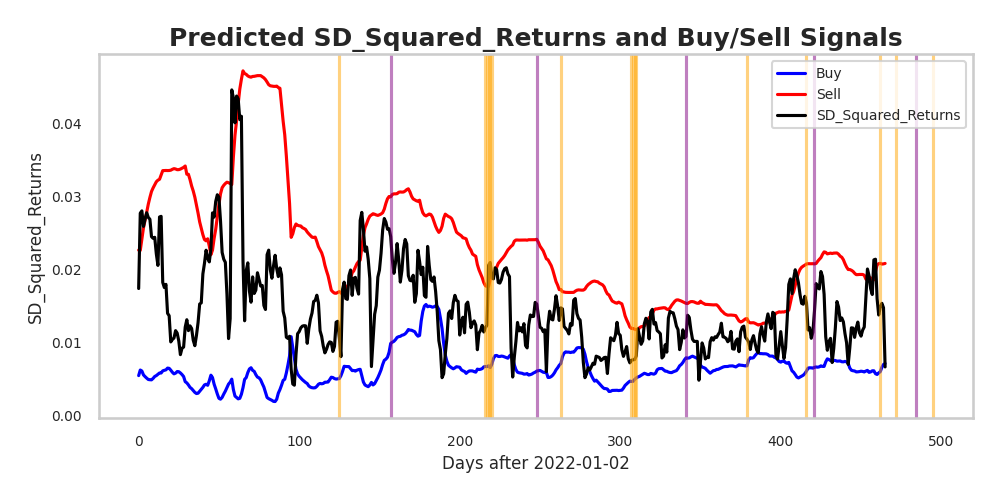 Predicted SD_Squared_Returns and Buy/Sell Signals
Buy
Sell
SD_Squared_Returns
SD_Squared_Returns
0.04
0.03
0.02
0.01
0.00
0 100 200 300 400 500
Days after 2022-01-02